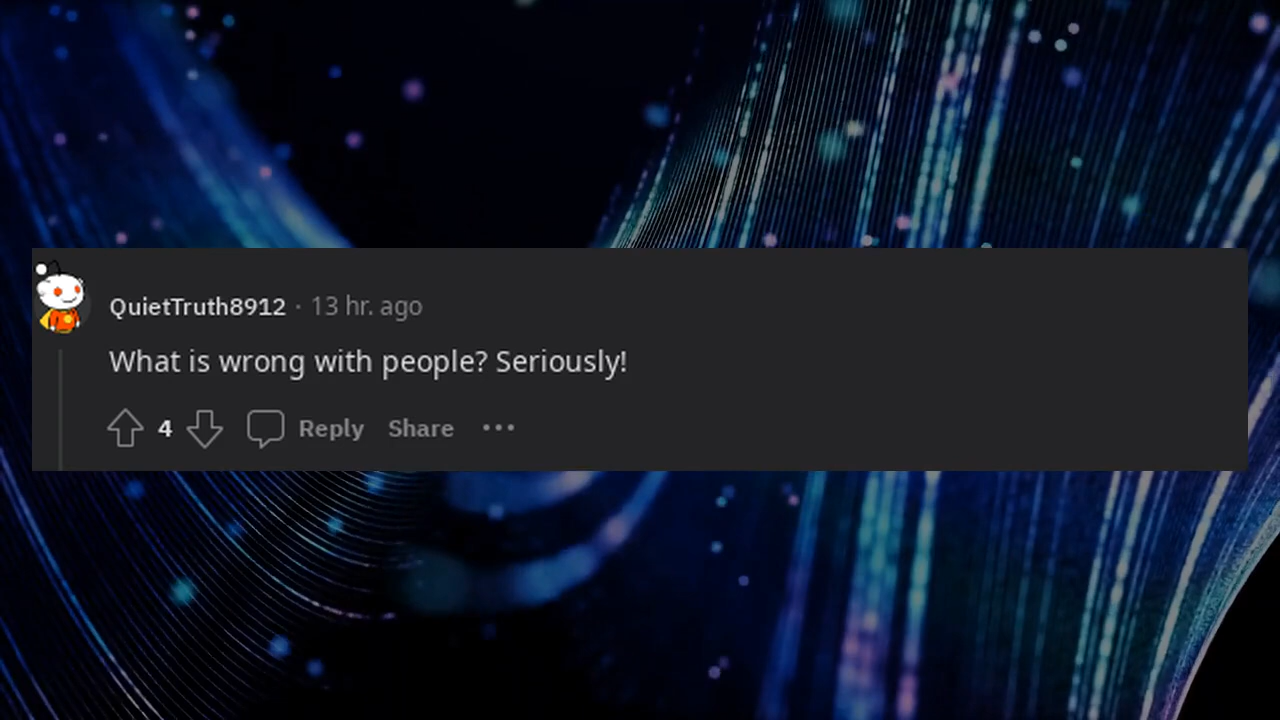 QuietTruth8912 · 13 hr. ago
What is wrong with people? Seriously!
4 Reply Share ···